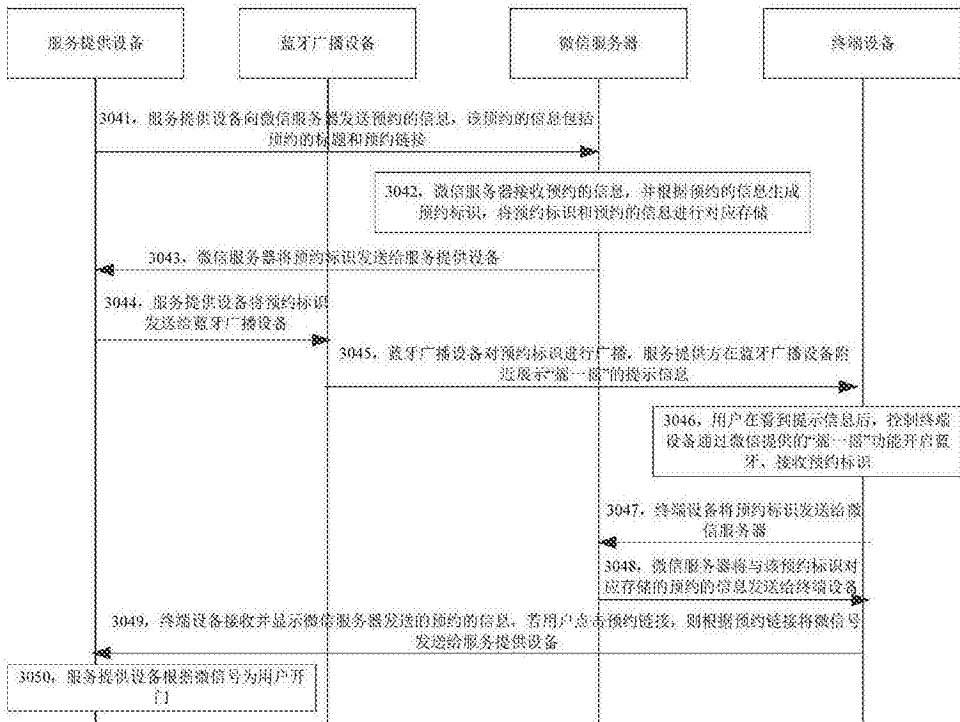 服务提供设备
蓝牙广播设备
微信服务器
终端设备
3041，服务提供设备向微信服务器发送预约的信息，该预约的信息包括
预约的标题和预约链接
3042，微信服务器接收预约的信息，并根据预约的信息生成
预约标识，将预约标识和预约的信息进行对应存储
3043，微信服务器将预约标识发送给服务提供设备
3044，服务提供设备将预约标识
发送给蓝牙广播设备
3045，蓝牙广播设备对预约标识进行广播，服务提供方在蓝牙广播设备附
近展示“摇一摇”的提示信息
3046，用户在看到提示信息后，控制终端
设备通过微信提供的“摇一摇”功能开启蓝
牙，接收预约标识
3047，终端设备将预约标识发送给微
信服务器
3048，微信服务器将与该预约标识对
应存储的预约的信息发送给终端设备
3049，终端设备接收并显示微信服务器发送的预约的信息，若用户点击预约链接，则根据预约链接将微信号
发送给服务提供设备
3050，服务提供设备根据微信号为用户开
门